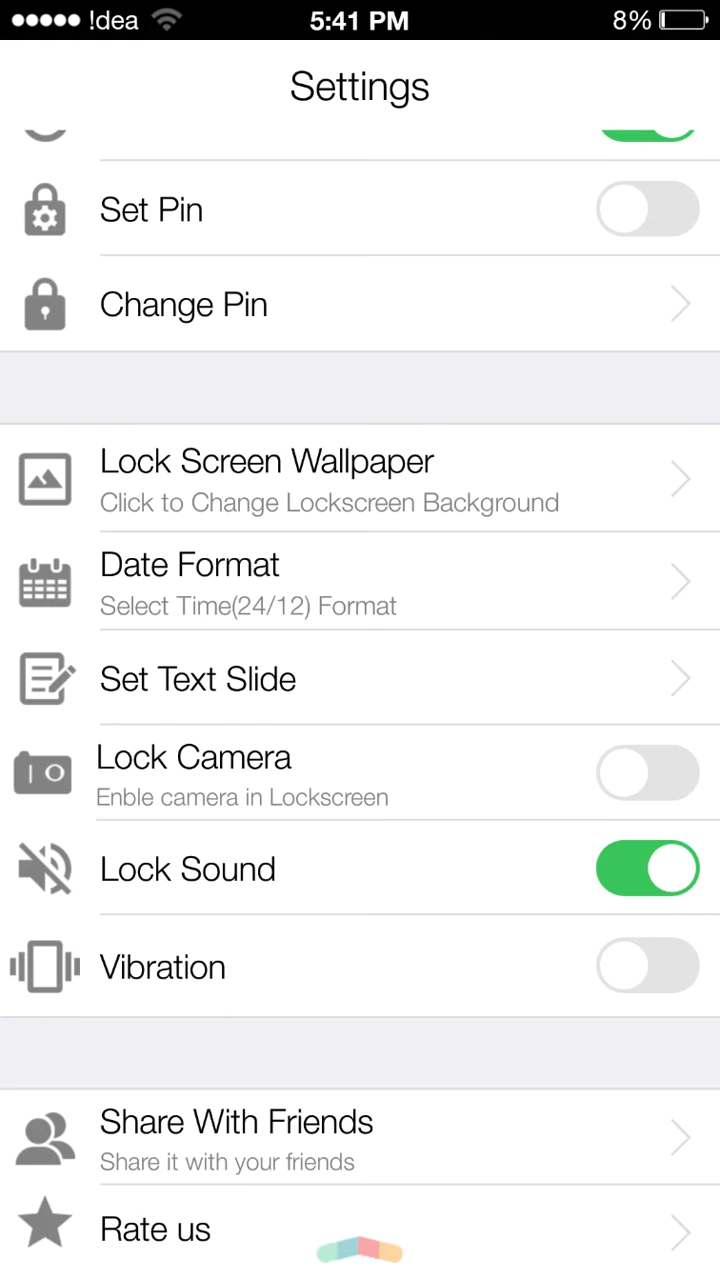 !dea 5:41 PM 8%
Settings
Set Pin
Change Pin
Lock Screen Wallpaper
Click to Change Lockscreen Background
Date Format
Select Time(24/12) Format
Set Text Slide
Lock Camera
Enble camera in Lockscreen
Lock Sound
Vibration
Share With Friends
Share it with your friends
Rate us